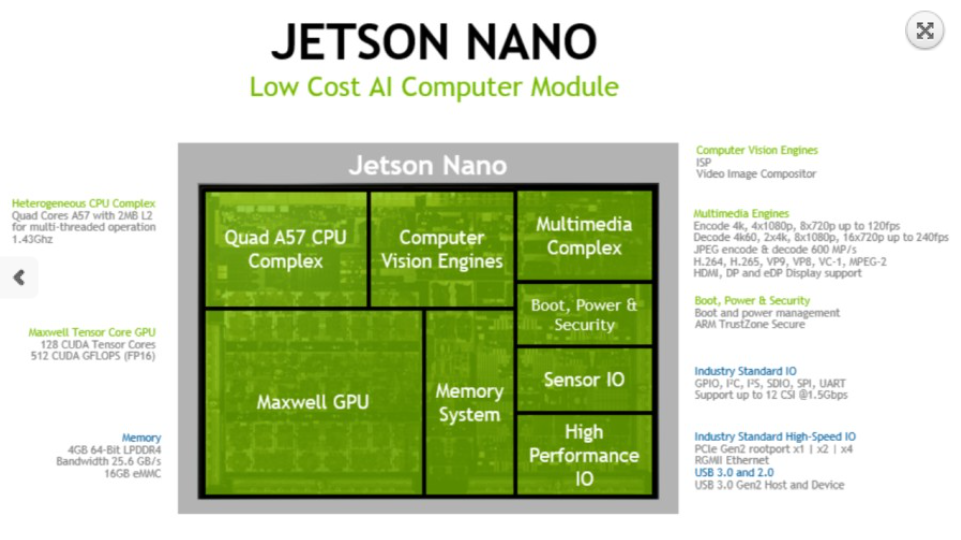 JETSON NANO
Low Cost AI Computer Module
Jetson Nano
Quad A57 CPU
Complex
Computer
Vision Engines
Multimedia
Complex
Boot, Power &
Security
Maxwell GPU
Memory
System
Sensor IO
High
Performance
IO
Heterogeneous CPU Complex
Quad Cores A57 with 2MB L2
for multi-threaded operation
1.43Ghz
Maxwell Tensor Core GPU
128 CUDA Tensor Cores
512 CUDA GFLOPS (FP16)
Memory
4GB 64-Bit LPDDR4
Bandwidth 25.6 GB/s
16GB eMMC
Computer Vision Engines
ISP
Video Image Compositor
Multimedia Engines
Encode 4k, 4x1080p, 8x720p up to 120fps
Decode 4k60, 2x4k, 8x1080p, 16x720p up to 240fps
JPEG encode & decode 600 MP/s
H.264, H.265, VP9, VP8, VC-1, MPEG-2
HDMI, DP and eDP Display support
Boot, Power & Security
Boot and power management
ARM TrustZone Secure
Industry Standard IO
GPIO, I²C, I²S, SDIO, SPI, UART
Support up to 12 CSI @1.5Gbps
Industry Standard High-Speed IO
PCIe Gen2 rootport x1 | x2 | x4
RGMII Ethernet
USB 3.0 and 2.0
USB 3.0 Gen2 Host and Device